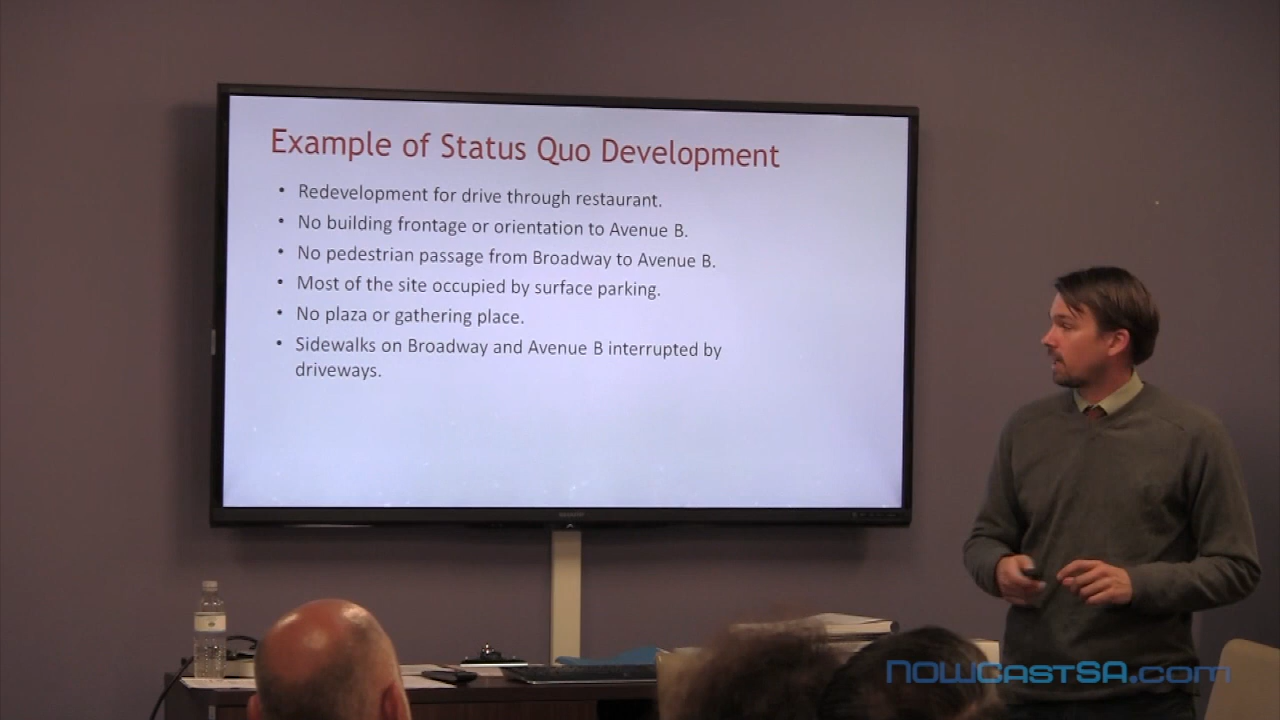 Example of Status Quo Development
• Redevelopment for drive through restaurant.
• No building frontage or orientation to Avenue B.
• No pedestrian passage from Broadway to Avenue B.
• Most of the site occupied by surface parking.
• No plaza or gathering place.
• Sidewalks on Broadway and Avenue B interrupted by
driveways.
NOWCastSA.com